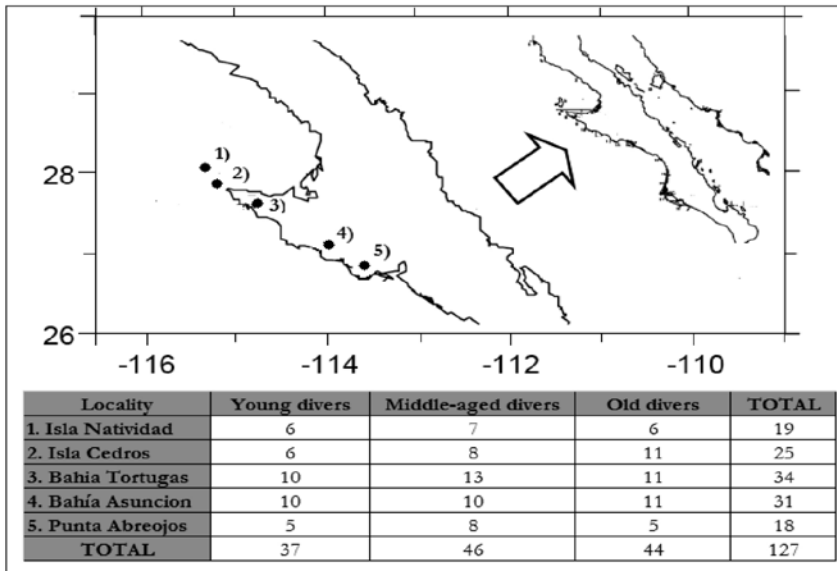 28
26
1)
2)
3)
4)
5)
-116 -114 -112 -110
Locality Young divers Middle-aged divers Old divers TOTAL
1. Isla Natividad 6 7 6 19
2. Isla Cedros 6 8 11 25
3. Bahia Tortugas 10 13 11 34
4. Bahía Asuncion 10 10 11 31
5. Punta Abreojos 5 8 5 18
TOTAL 37 46 44 127